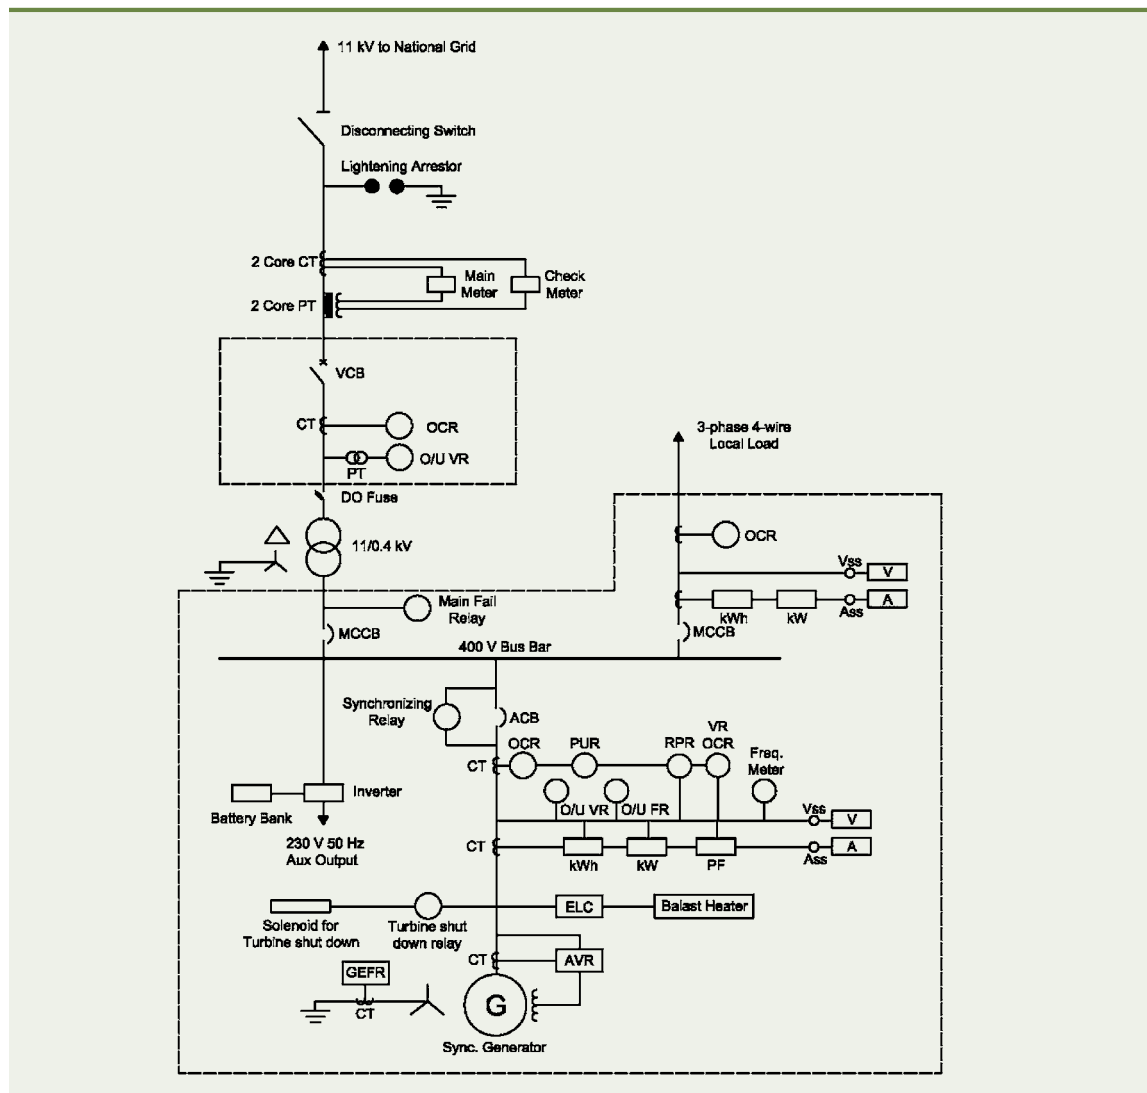 11 kV to National Grid
Disconnecting Switch
Lightening Arrestor
2 Core CT
Main
Meter
Check
Meter
2 Core PT
VCB
CT
OCR
O/U VR
PT
DO Fuse
11/0.4 kV
3-phase 4-wire
Local Load
OCR
Vss
V
A
Ass
kWh
kW
MCCB
Main Fail
Relay
MCCB
400 V Bus Bar
Synchronizing
Relay
ACB
CT
OCR
PUR
RPR
VR
OCR
Freq.
Meter
O/U VR
O/U FR
Vss
V
CT
kWh
kW
PF
Ass
A
Inverter
Battery Bank
230 V 50 Hz
Aux Output
Solenoid for
Turbine shut down
Turbine shut
down relay
ELC
Balast Heater
CT
AVR
GEFR
CT
G
Sync. Generator